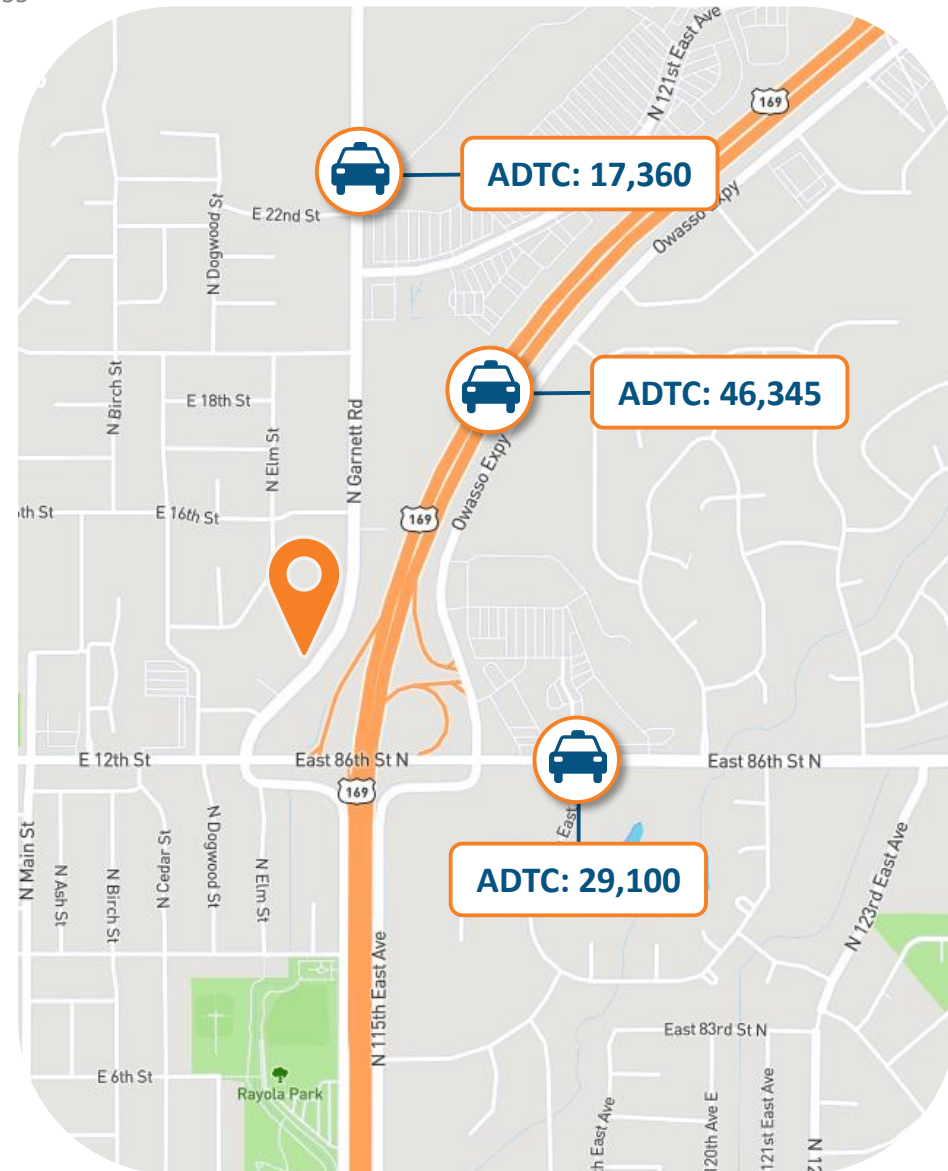 N 121st East Ave
169
ADTC: 17,360
E 22nd St
N Dogwood St
Owasso
N Birch St
ADTC: 46,345
E 18th St
N Garnett Rd
N Elm St
Owasso Expy
E 16th St
169
E 12th St
East 86th St N
East 86th St N
169
East
N Main St
N Ash St
N Birch St
N Cedar St
N Dogwood St
N Elm St
ADTC: 29,100
N 123rd East Ave
N 115th East Ave
East 83rd St N
E 6th St
Rayola Park
East Ave
120th Ave E
121st East Ave